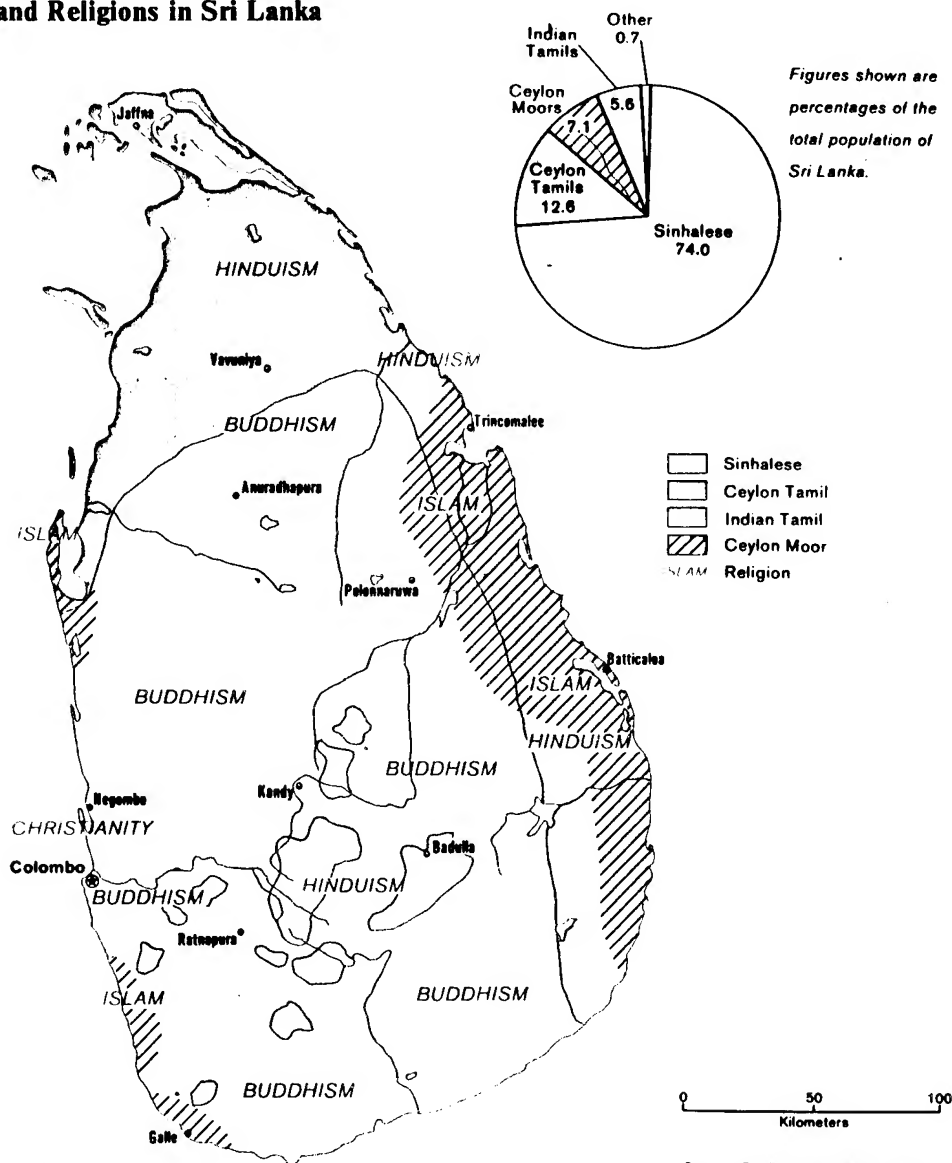 and Religions in Sri Lanka
Other
0.7
Indian
Tamils
5.6
Ceylon
Moors
7.1
Ceylon
Tamils
12.6
Sinhalese
74.0
Figures shown are
percentages of the
total population of
Sri Lanka.
Jaffna
HINDUISM
Vavuniya
HINDUISM
BUDDHISM
Trincomalee
Anuradhapura
ISLAM
ISLAM
Polonnaruwa
Sinhalese
Ceylon Tamil
Indian Tamil
Ceylon Moor
ISLAM Religion
Batticaloa
ISLAM
BUDDHISM
HINDUISM
BUDDHISM
Kandy
Negombo
CHRISTIANITY
Badulla
Colombo
HINDUISM
BUDDHISM
Ratnapura
ISLAM
BUDDHISM
BUDDHISM
Galle
0 50 100
Kilometers